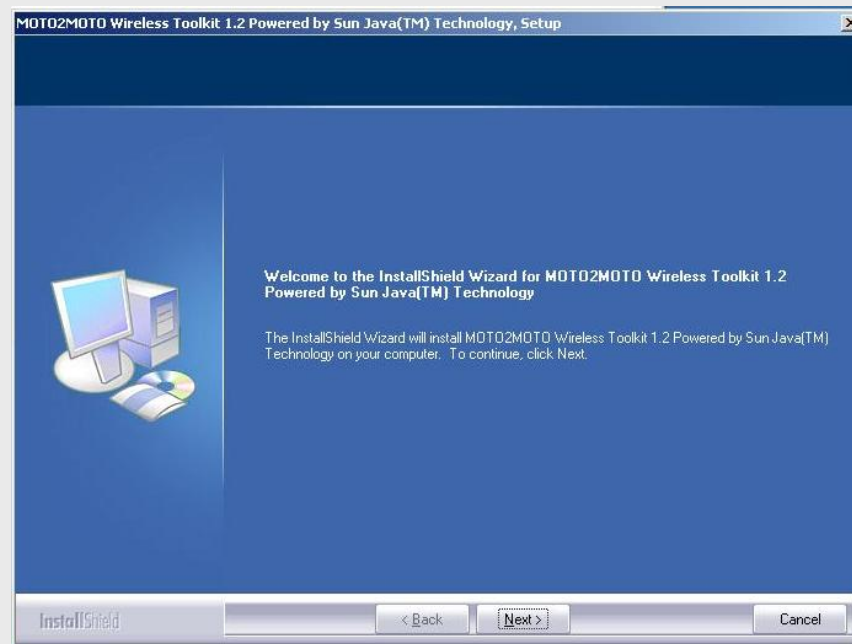 MOTO2MOTO Wireless Toolkit 1.2 Powered by Sun Java(TM) Technology, Setup
Welcome to the InstallShield Wizard for MOTO2MOTO Wireless Toolkit 1.2
Powered by Sun Java(TM) Technology
The InstallShield Wizard will install MOTO2MOTO Wireless Toolkit 1.2 Powered by Sun Java(TM)
Technology on your computer. To continue, click Next.
InstallShield
< Back
Next >
Cancel